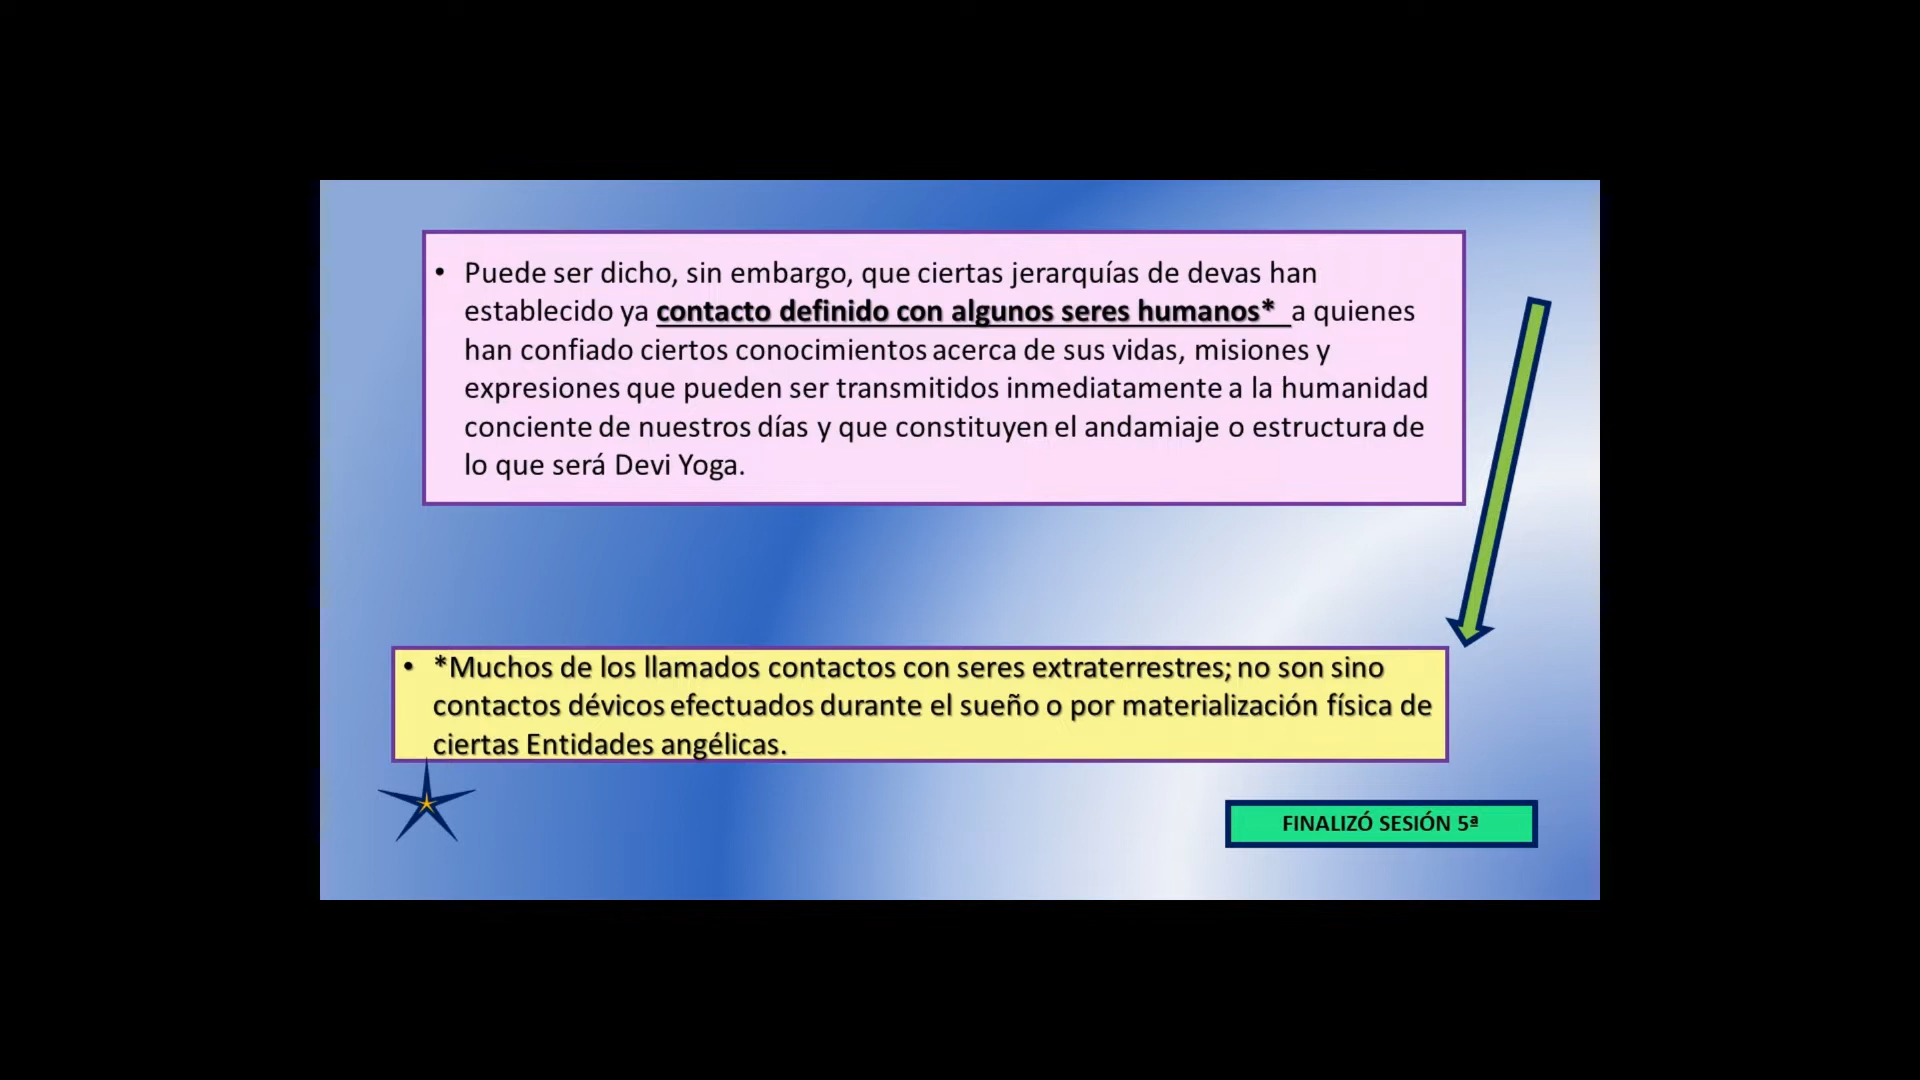 • Puede ser dicho, sin embargo, que ciertas jerarquías de devas han
establecido ya contacto definido con algunos seres humanos* a quienes
han confiado ciertos conocimientos acerca de sus vidas, misiones y
expresiones que pueden ser transmitidos inmediatamente a la humanidad
conciente de nuestros días y que constituyen el andamiaje o estructura de
lo que será Devi Yoga.
• *Muchos de los llamados contactos con seres extraterrestres; no son sino
contactos dévicos efectuados durante el sueño o por materialización física de
ciertas Entidades angélicas.
FINALIZÓ SESIÓN 5ª